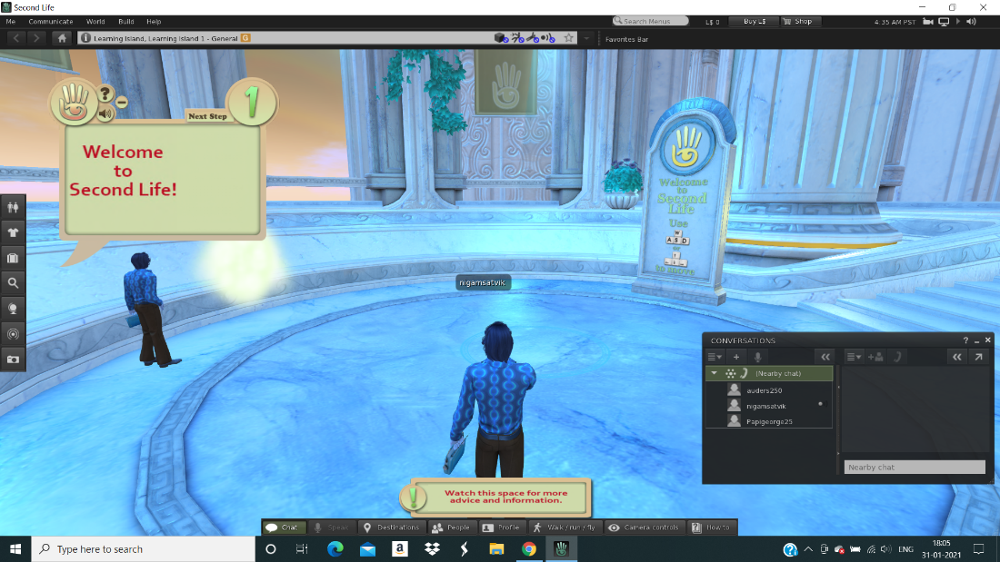 Second Life
Me Communicate World Build Help
Search Menus
L$ 0 Buy L$ Shop 4:35 AM PST
Learning Island, Learning Island 1 - General G
Favorites Bar
?
Next Step 1
Welcome
to
Second Life!
Welcome
to
Second
Life
Use
W
A S D
or
to move
nigamsatvik
CONVERSATIONS
(Nearby chat)
auders250
nigamsatvik
Papigeorge25
Nearby chat
! Watch this space for more
advice and information.
Chat Speak Destinations People Profile Walk / run / fly Camera controls How to
Type here to search
a
ENG
18:05
31-01-2021